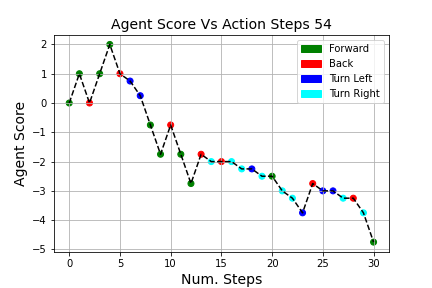 Agent Score Vs Action Steps 54
Forward
Back
Turn Left
Turn Right
2
1
0
−1
−2
−3
−4
−5
Agent Score
0 5 10 15 20 25 30
Num. Steps